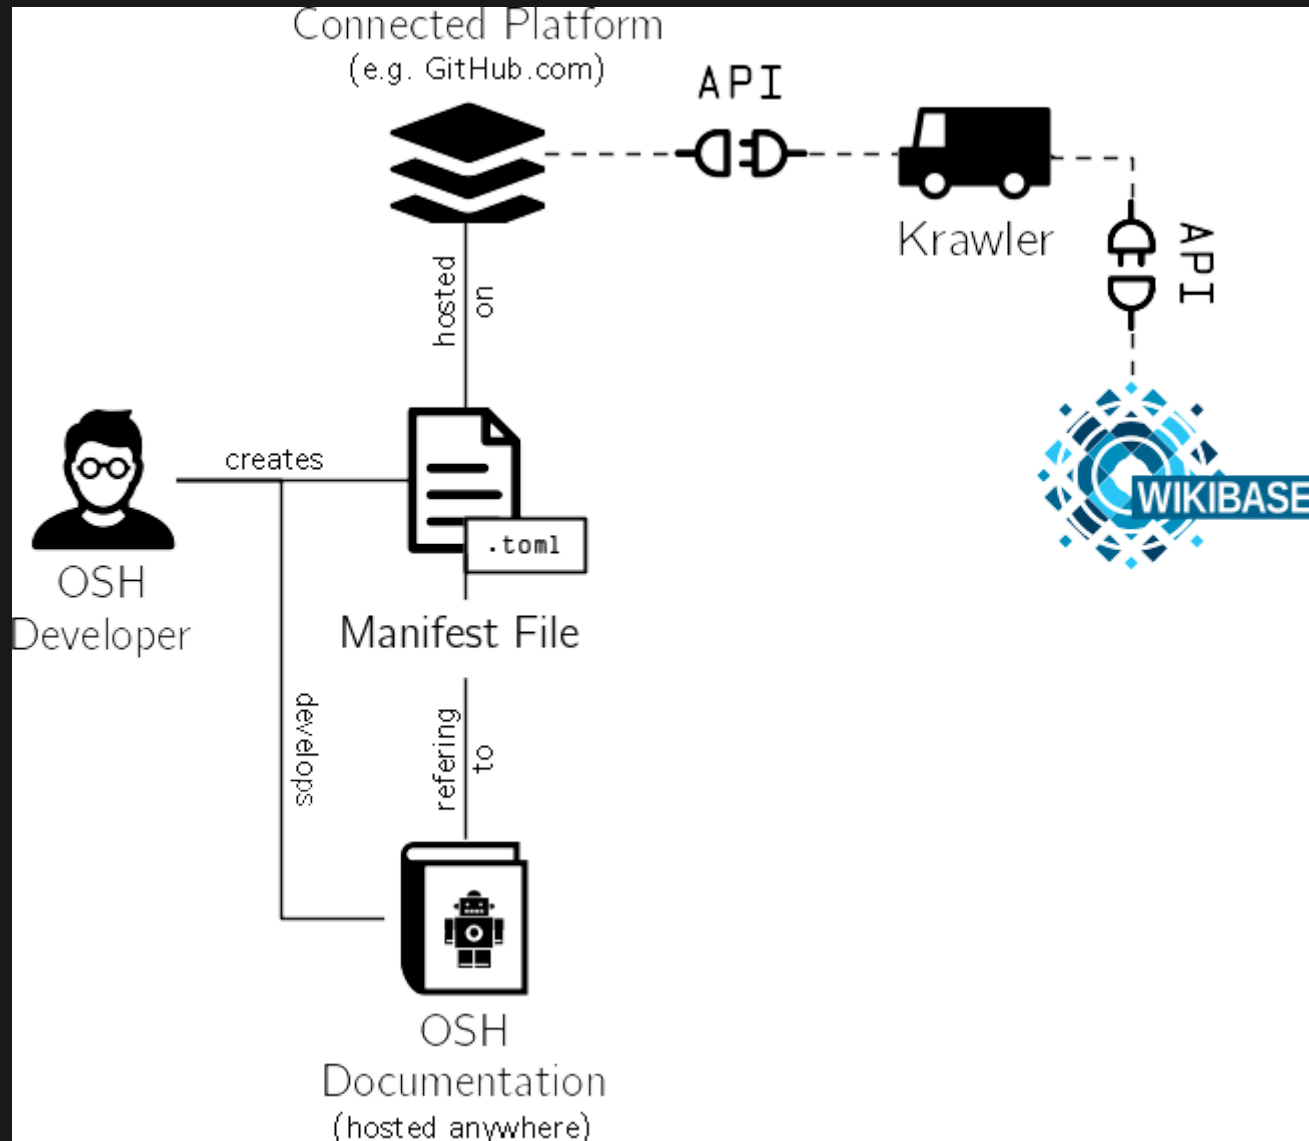 Connected Platform
(e.g. GitHub.com)
API
Krawler
API
hosted
on
WIKIBASE
creates
.toml
OSH
Developer
Manifest File
develops
refering
to
OSH
Documentation
(hosted anywhere)